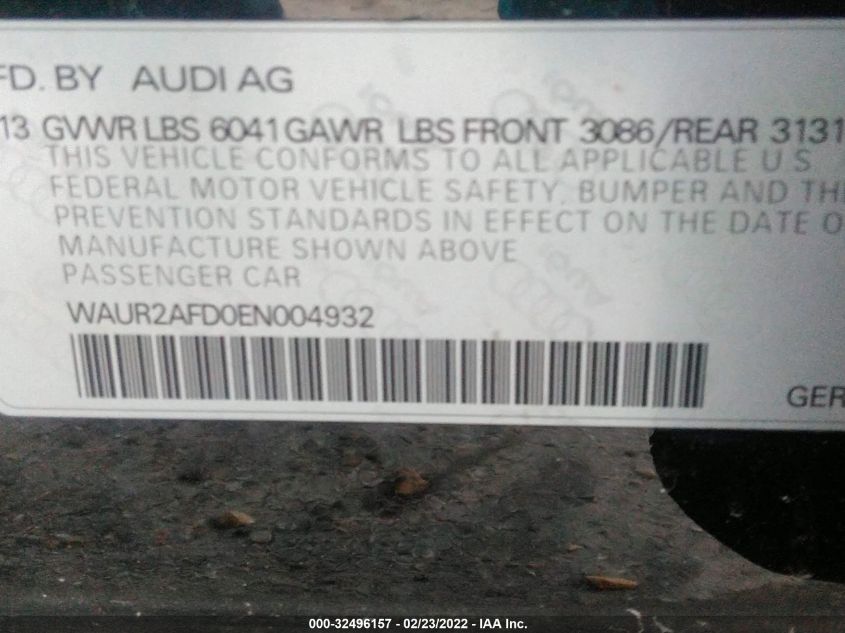 FD. BY AUDI AG
13 GVWR LBS 6041 GAWR LBS FRONT 3086/REAR 3131
THIS VEHICLE CONFORMS TO ALL APPLICABLE U S
FEDERAL MOTOR VEHICLE SAFETY, BUMPER AND THE
PREVENTION STANDARDS IN EFFECT ON THE DATE O
MANUFACTURE SHOWN ABOVE
PASSENGER CAR
WAUR2AFD0EN004932
GER
000-32496157 - 02/23/2022 - IAA Inc.